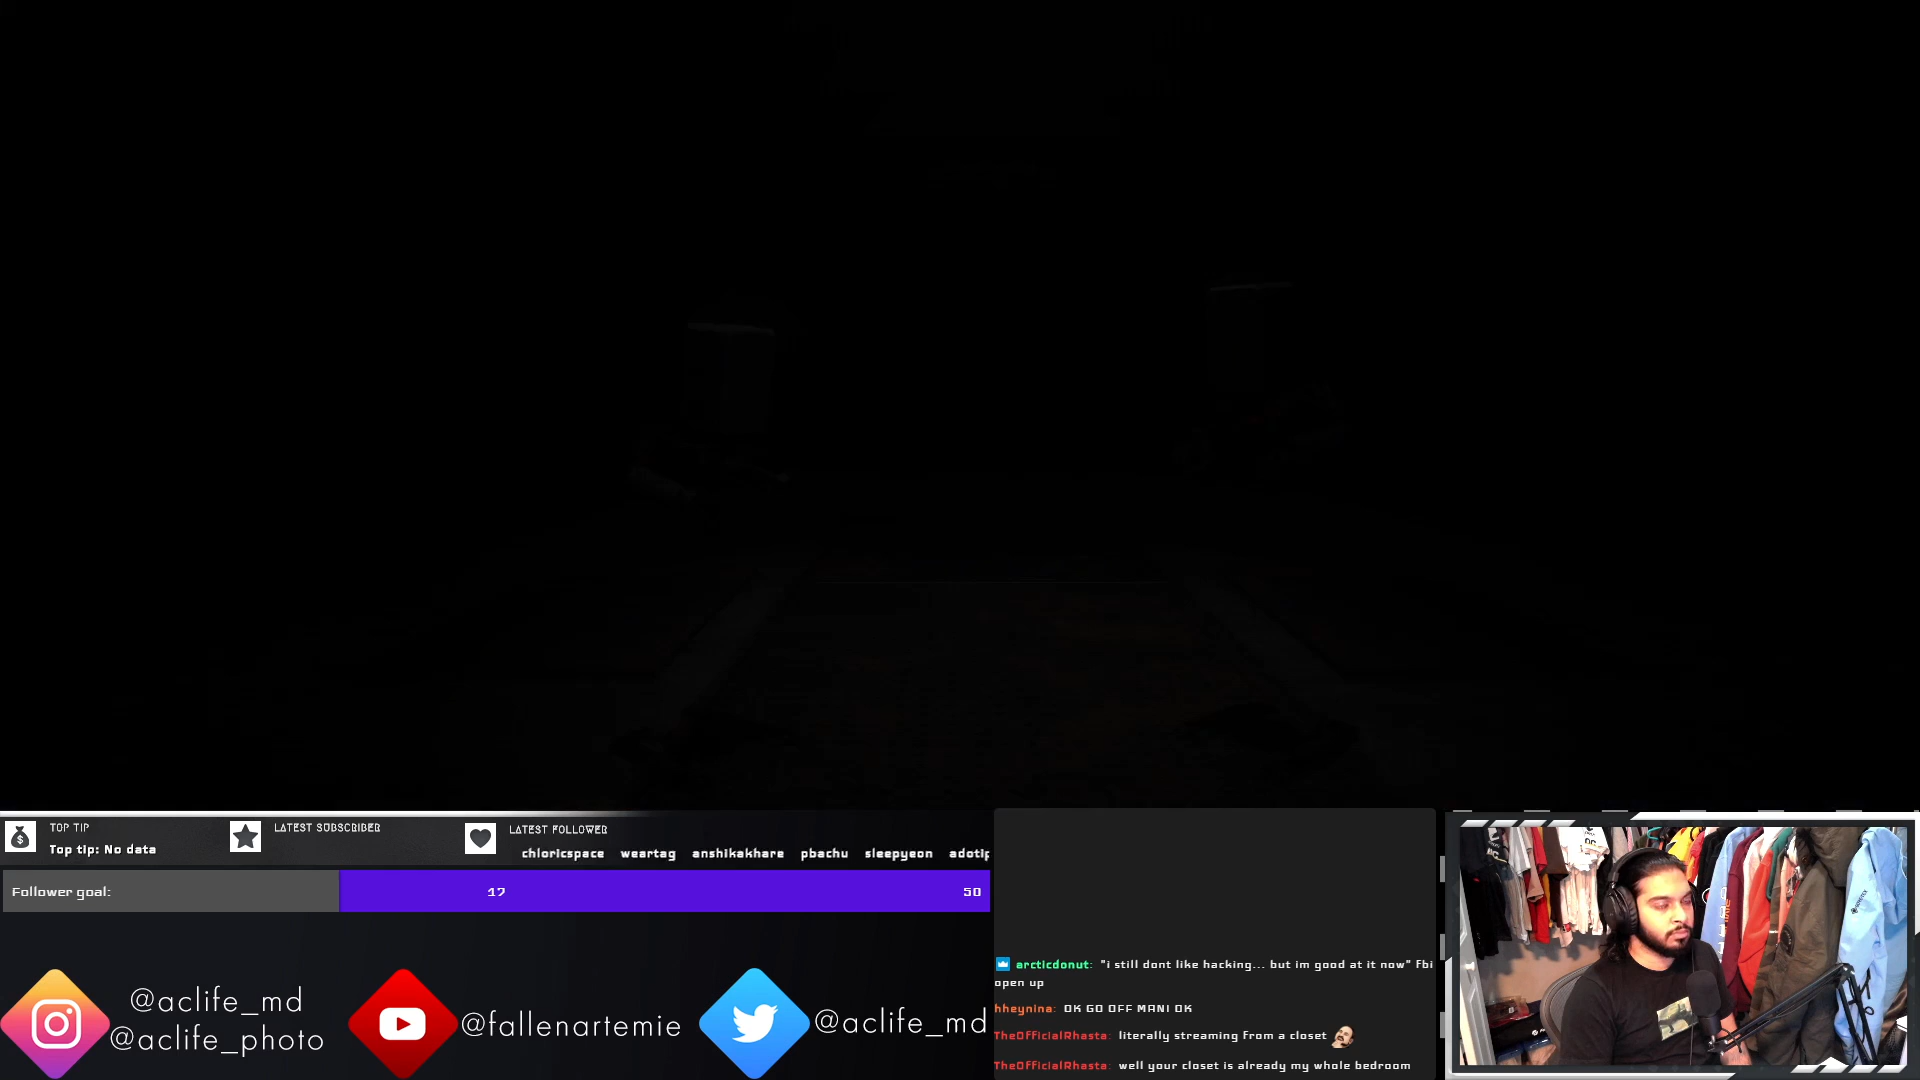 TOP TIP
Top tip: No data
LATEST SUBSCRIBER
LATEST FOLLOWER
chloricspace weartag anshikakhare pbachu sleepyeon adotip
Follower goal: 17 50
@aclife_md
@aclife_photo
@fallenartemie
@aclife_md
arcticdonut: "i still dont like hacking... but im good at it now" Fbi
open up
hheynina: OK GO OFF MANI OK
TheOfficialRhasta: literally streaming from a closet
TheOfficialRhasta: well your closet is already my whole bedroom